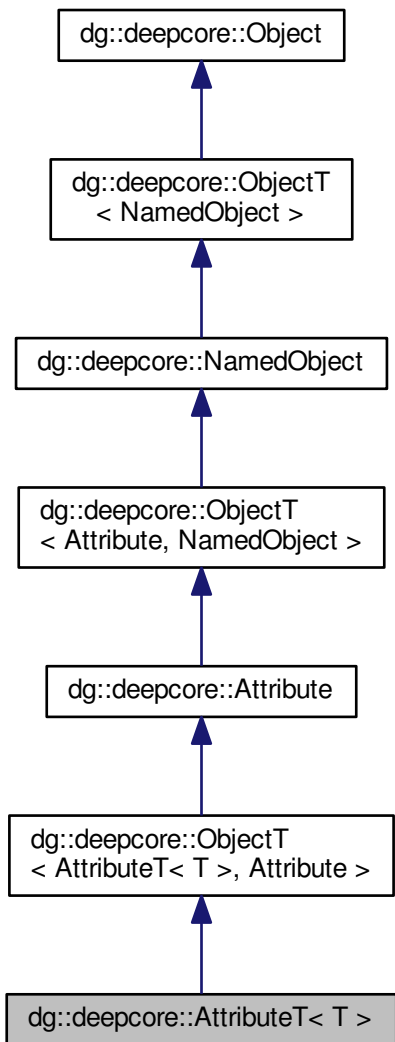 dg::deepcore::Object
dg::deepcore::ObjectT
< NamedObject >
dg::deepcore::NamedObject
dg::deepcore::ObjectT
< Attribute, NamedObject >
dg::deepcore::Attribute
dg::deepcore::ObjectT
< AttributeT< T >, Attribute >
dg::deepcore::AttributeT< T >